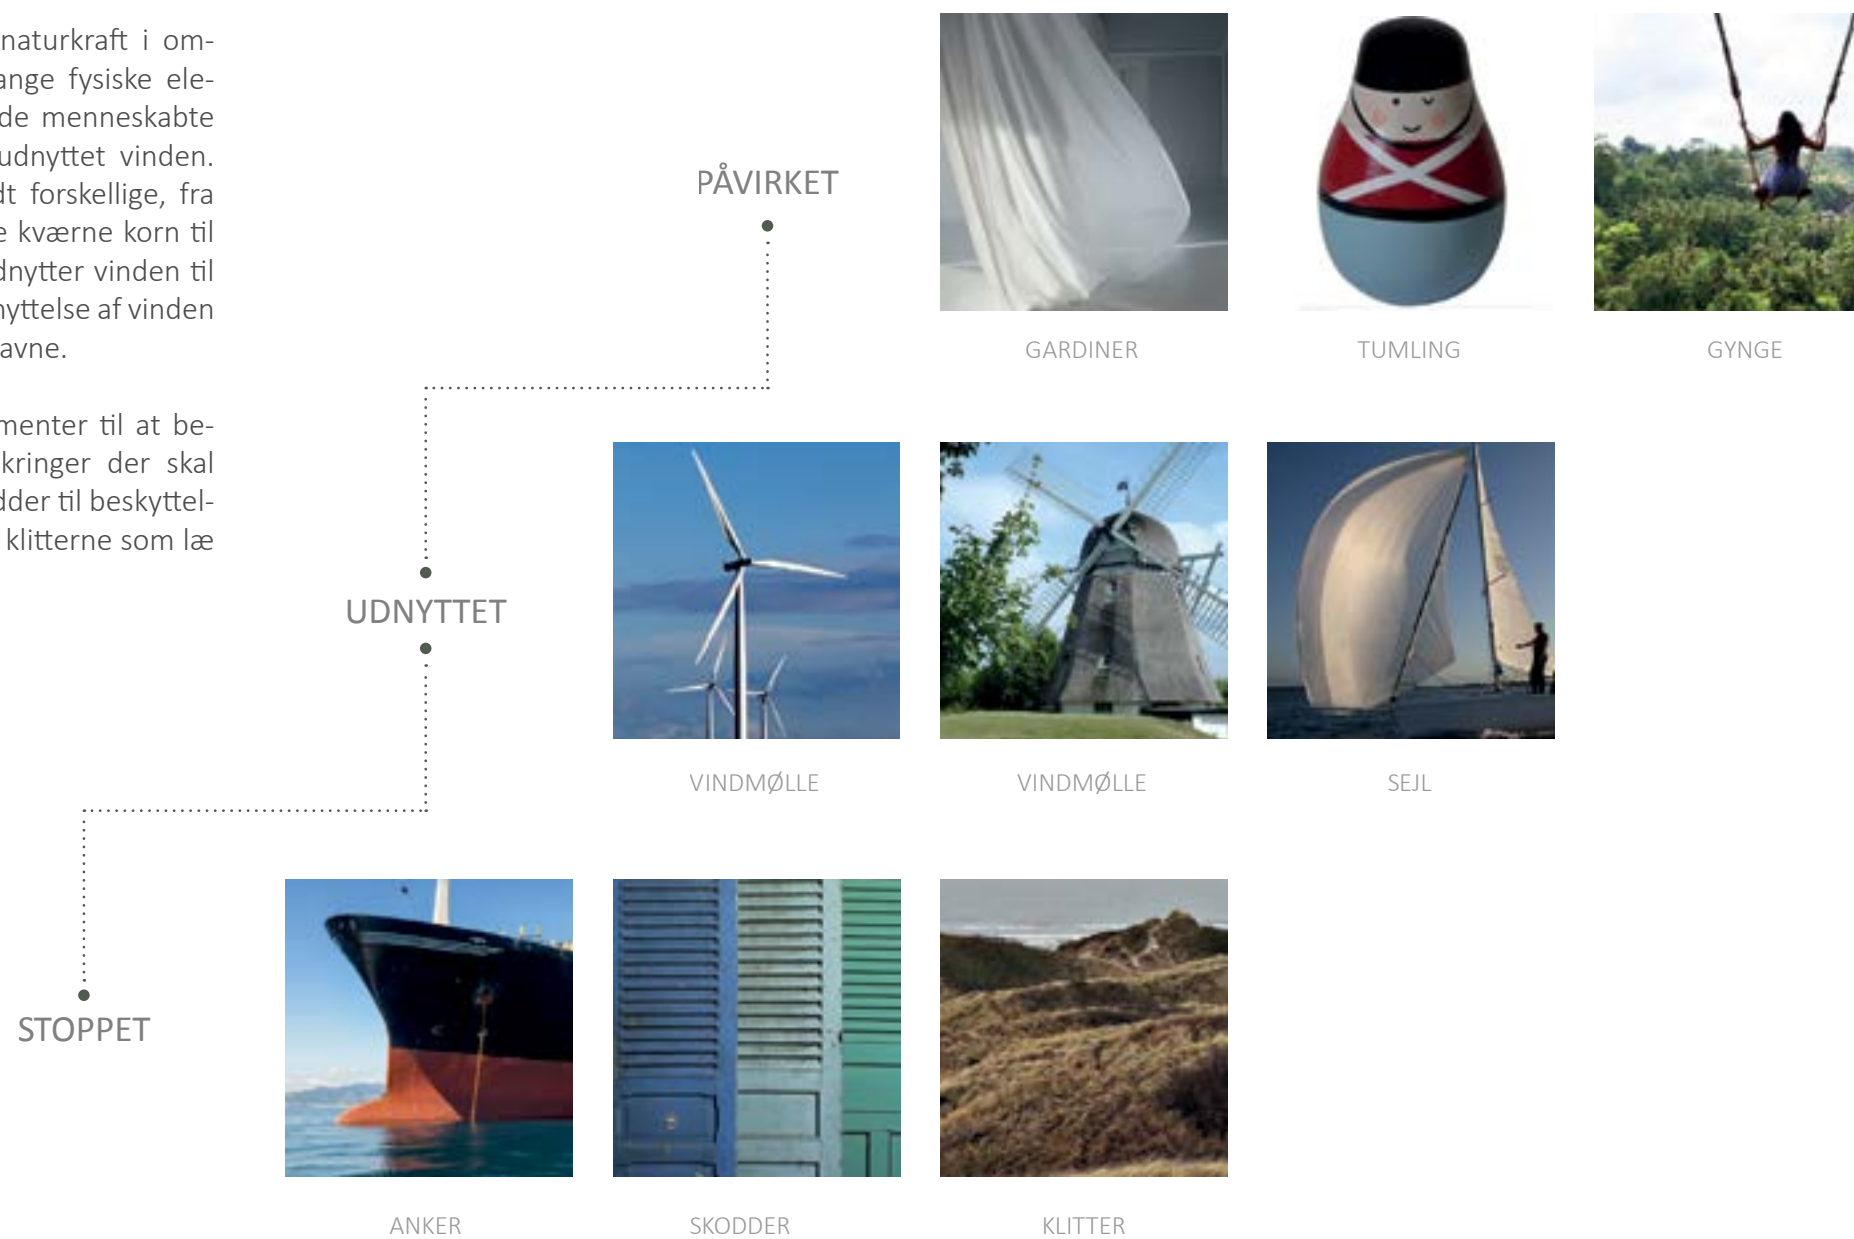 naturkraft i om-
ange fysiske ele-
de menneskabte
udnyttet vinden.
dt forskellige, fra
e kværne korn til
dnytter vinden til
nyttelse af vinden
avne.
menter til at be-
kringer der skal
dder til beskyttel-
klitterne som læ
PÅVIRKET
GARDINER
TUMLING
GYNGE
UDNYTTET
VINDMØLLE
VINDMØLLE
SEJL
STOPPET
ANKER
SKODDER
KLITTER